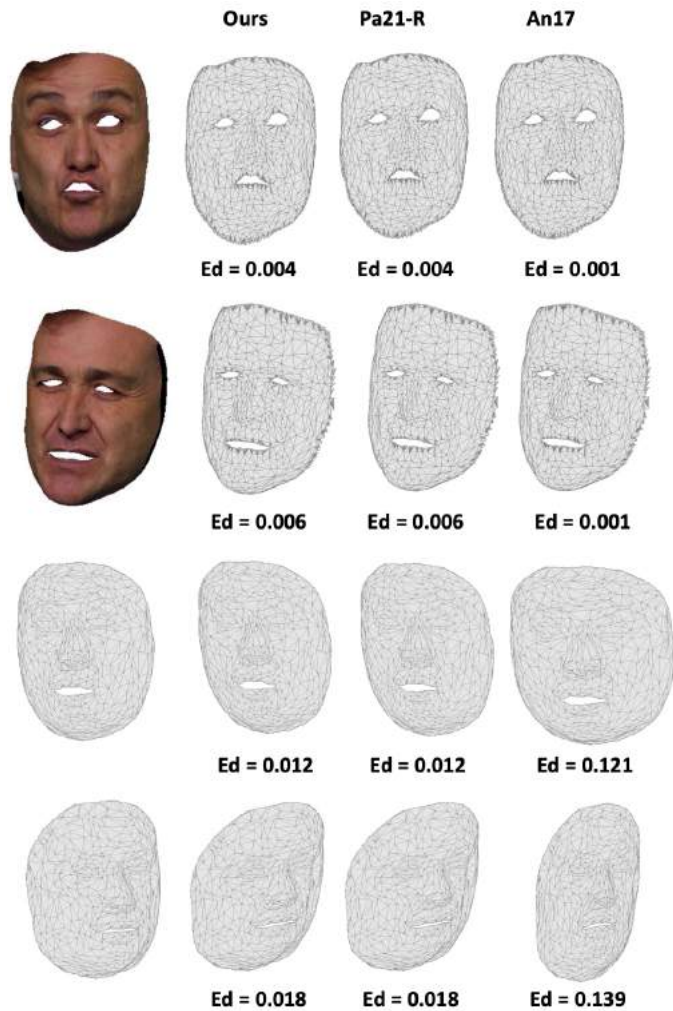 Ours Pa21-R An17
Ed = 0.004 Ed = 0.004 Ed = 0.001
Ed = 0.006 Ed = 0.006 Ed = 0.001
Ed = 0.012 Ed = 0.012 Ed = 0.121
Ed = 0.018 Ed = 0.018 Ed = 0.139